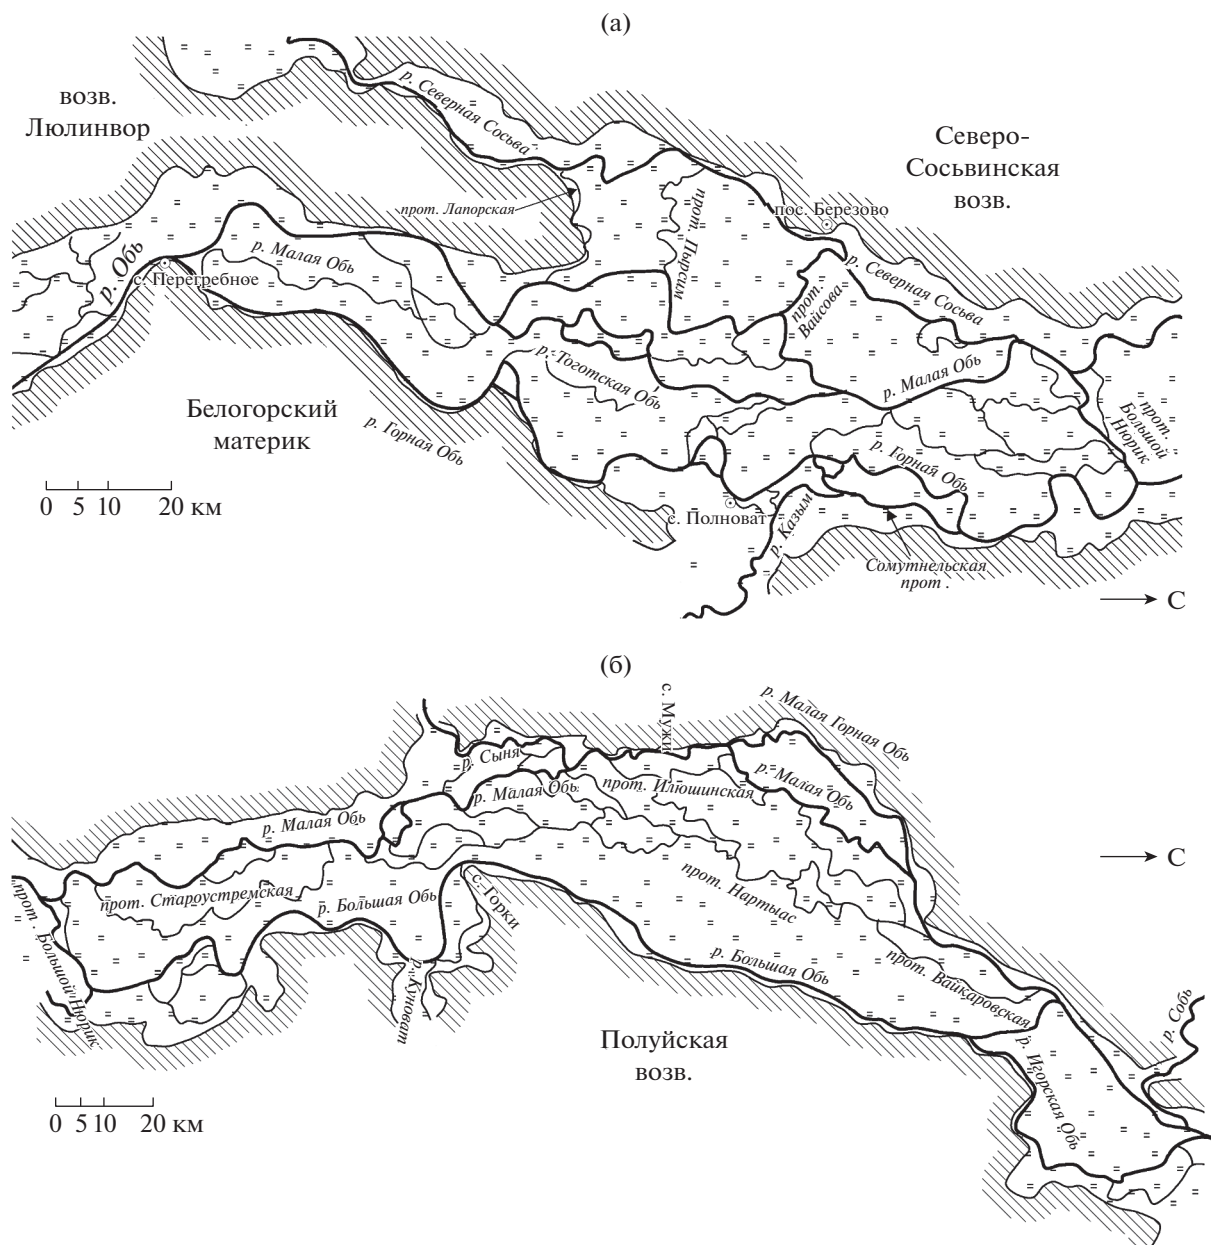 (а)
возв.
Люлинвор
р. Северная Сосьва
Северо-
Сосьвинская
возв.
прот. Лапорская
прот. Пырсим
пос. Березово
р. Обь
с. Перегребное
р. Малая Обь
прот.
Вайсова
р. Северная Сосьва
р. Тоготская Обь
р. Малая Обь
Белогорский
материк
р. Горная Обь
прот.
Большой
Нюрик
р. Горная Обь
0 5 10 20 км
с. Полноват
р. Казым
Сомутнельская
прот.
С
(б)
с. Мужи
р. Малая Горная Обь
р. Сыня
р. Малая Обь
прот. Илюшинская
р. Малая Обь
р. Малая Обь
С
прот. Староустремская
р. Большая Обь
с. Горки
прот. Нартыас
прот. Большой Нюрик
р. Куноват
р. Большая Обь
прот. Вайкаровская
р. Собь
Полуйская
возв.
р. Игорская Обь
0 5 10 20 км